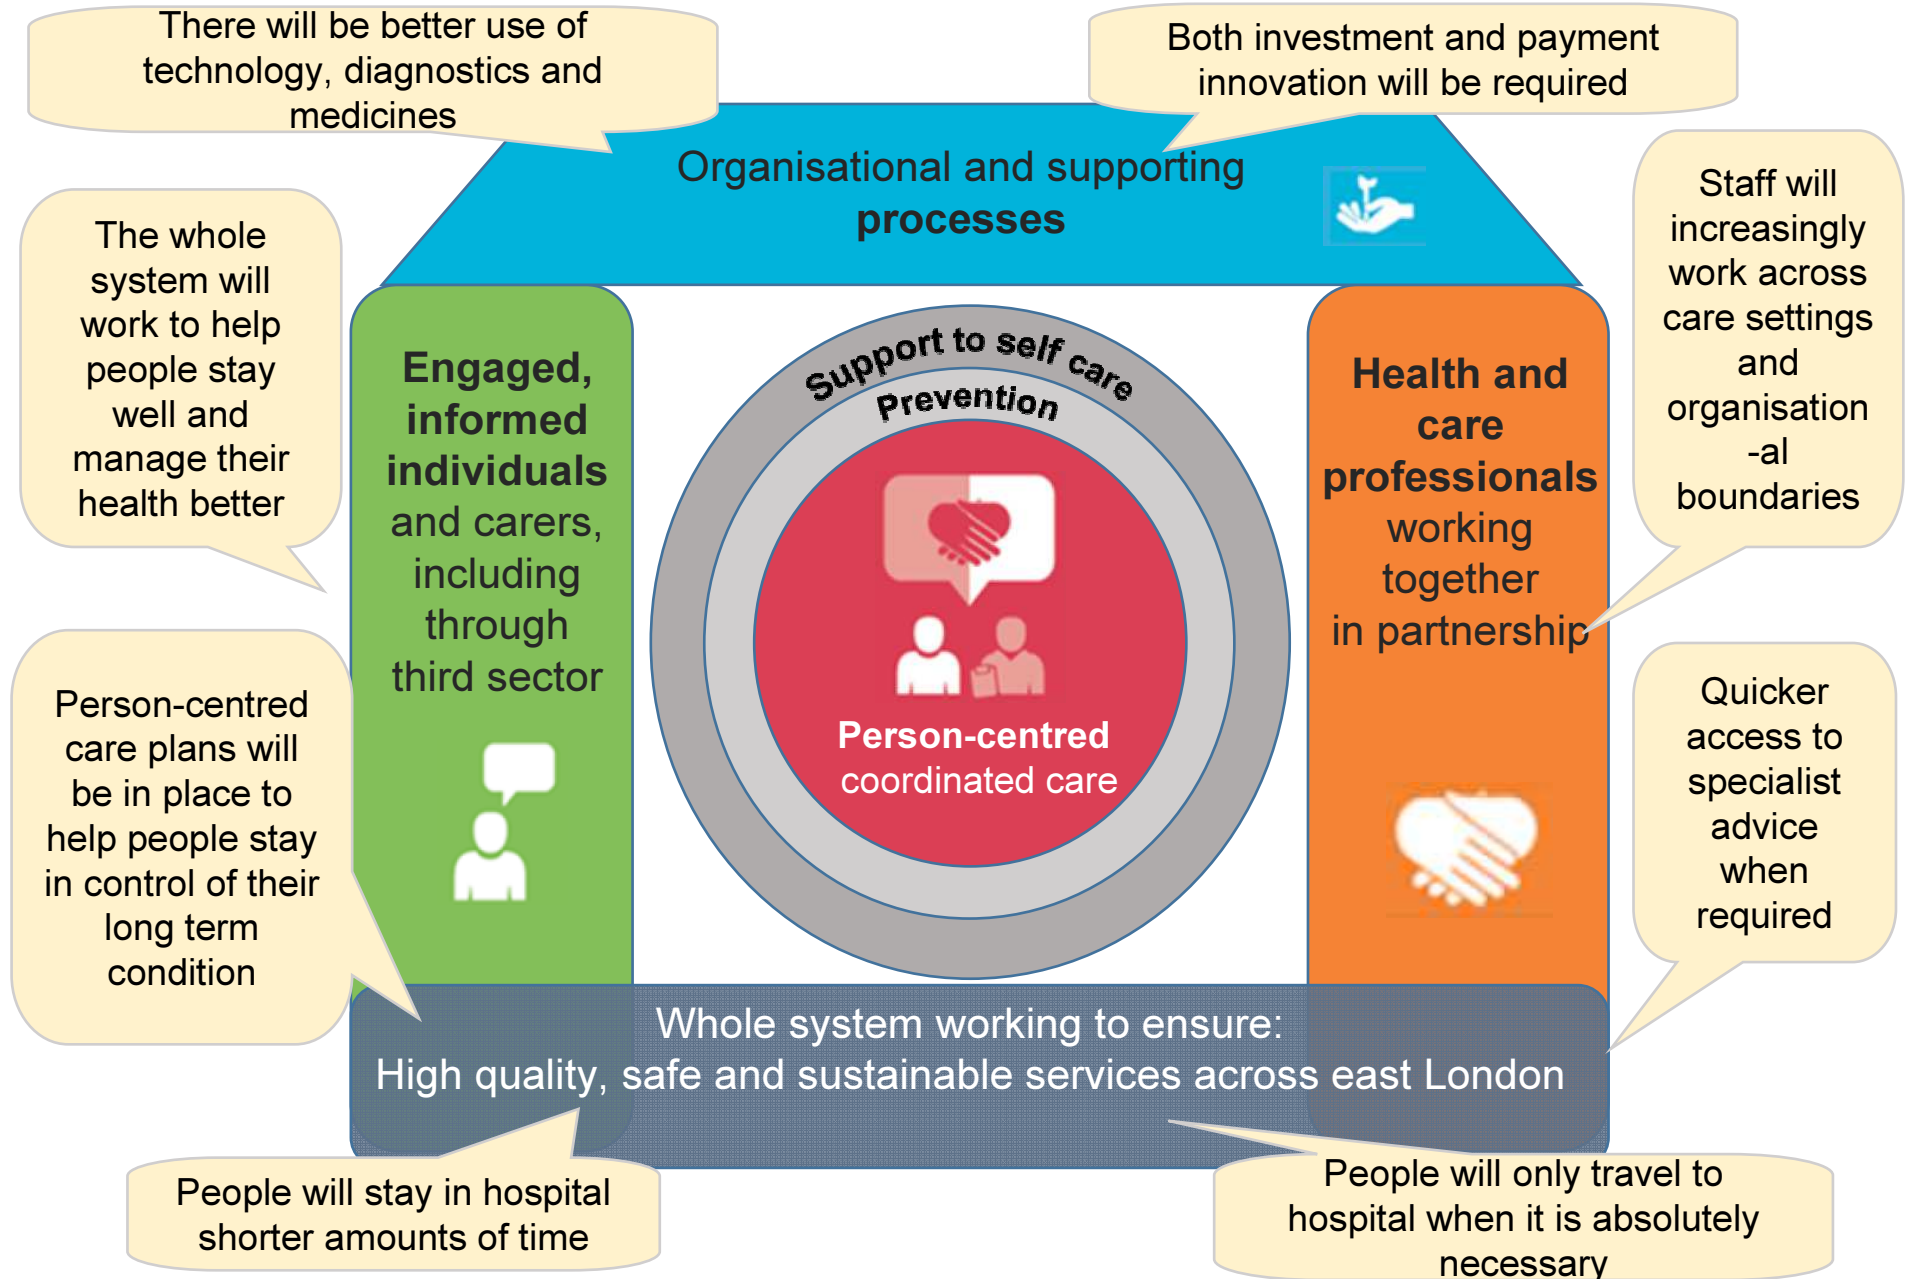 There will be better use of
technology, diagnostics and
medicines
Both investment and payment
innovation will be required
Organisational and supporting
processes
The whole
system will
work to help
people stay
well and
manage their
health better
Staff will
increasingly
work across
care settings
and
organisation
-al
boundaries
Engaged,
informed
individuals
and carers,
including
through
third sector
Support to self care
Prevention
Person-centred
coordinated care
Health and
care
professionals
working
together
in partnership
Person-centred
care plans will
be in place to
help people stay
in control of their
long term
condition
Quicker
access to
specialist
advice
when
required
Whole system working to ensure:
High quality, safe and sustainable services across east London
People will stay in hospital
shorter amounts of time
People will only travel to
hospital when it is absolutely
necessary